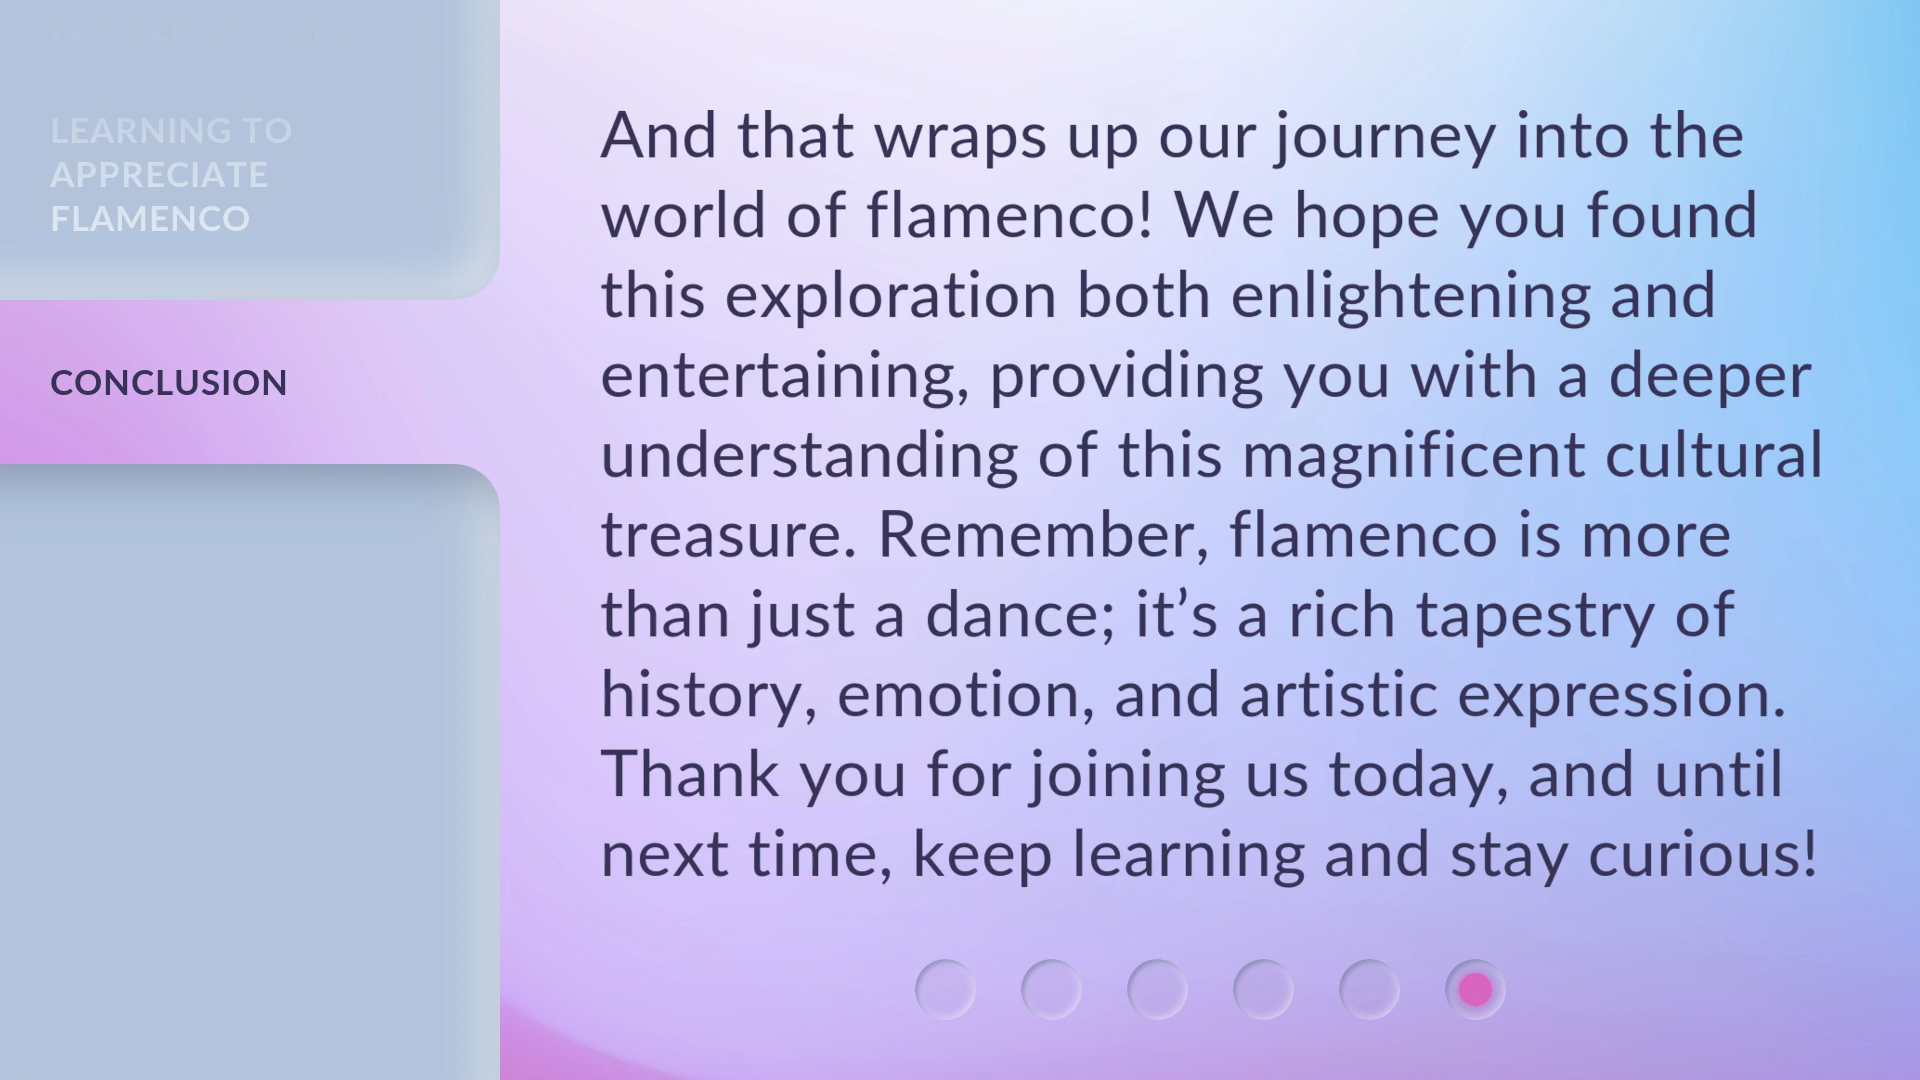 FLAMENCO TODAY
LEARNING TO
APPRECIATE
FLAMENCO
CONCLUSION
And that wraps up our journey into the
world of flamenco! We hope you found
this exploration both enlightening and
entertaining, providing you with a deeper
understanding of this magnificent cultural
treasure. Remember, flamenco is more
than just a dance; it’s a rich tapestry of
history, emotion, and artistic expression.
Thank you for joining us today, and until
next time, keep learning and stay curious!